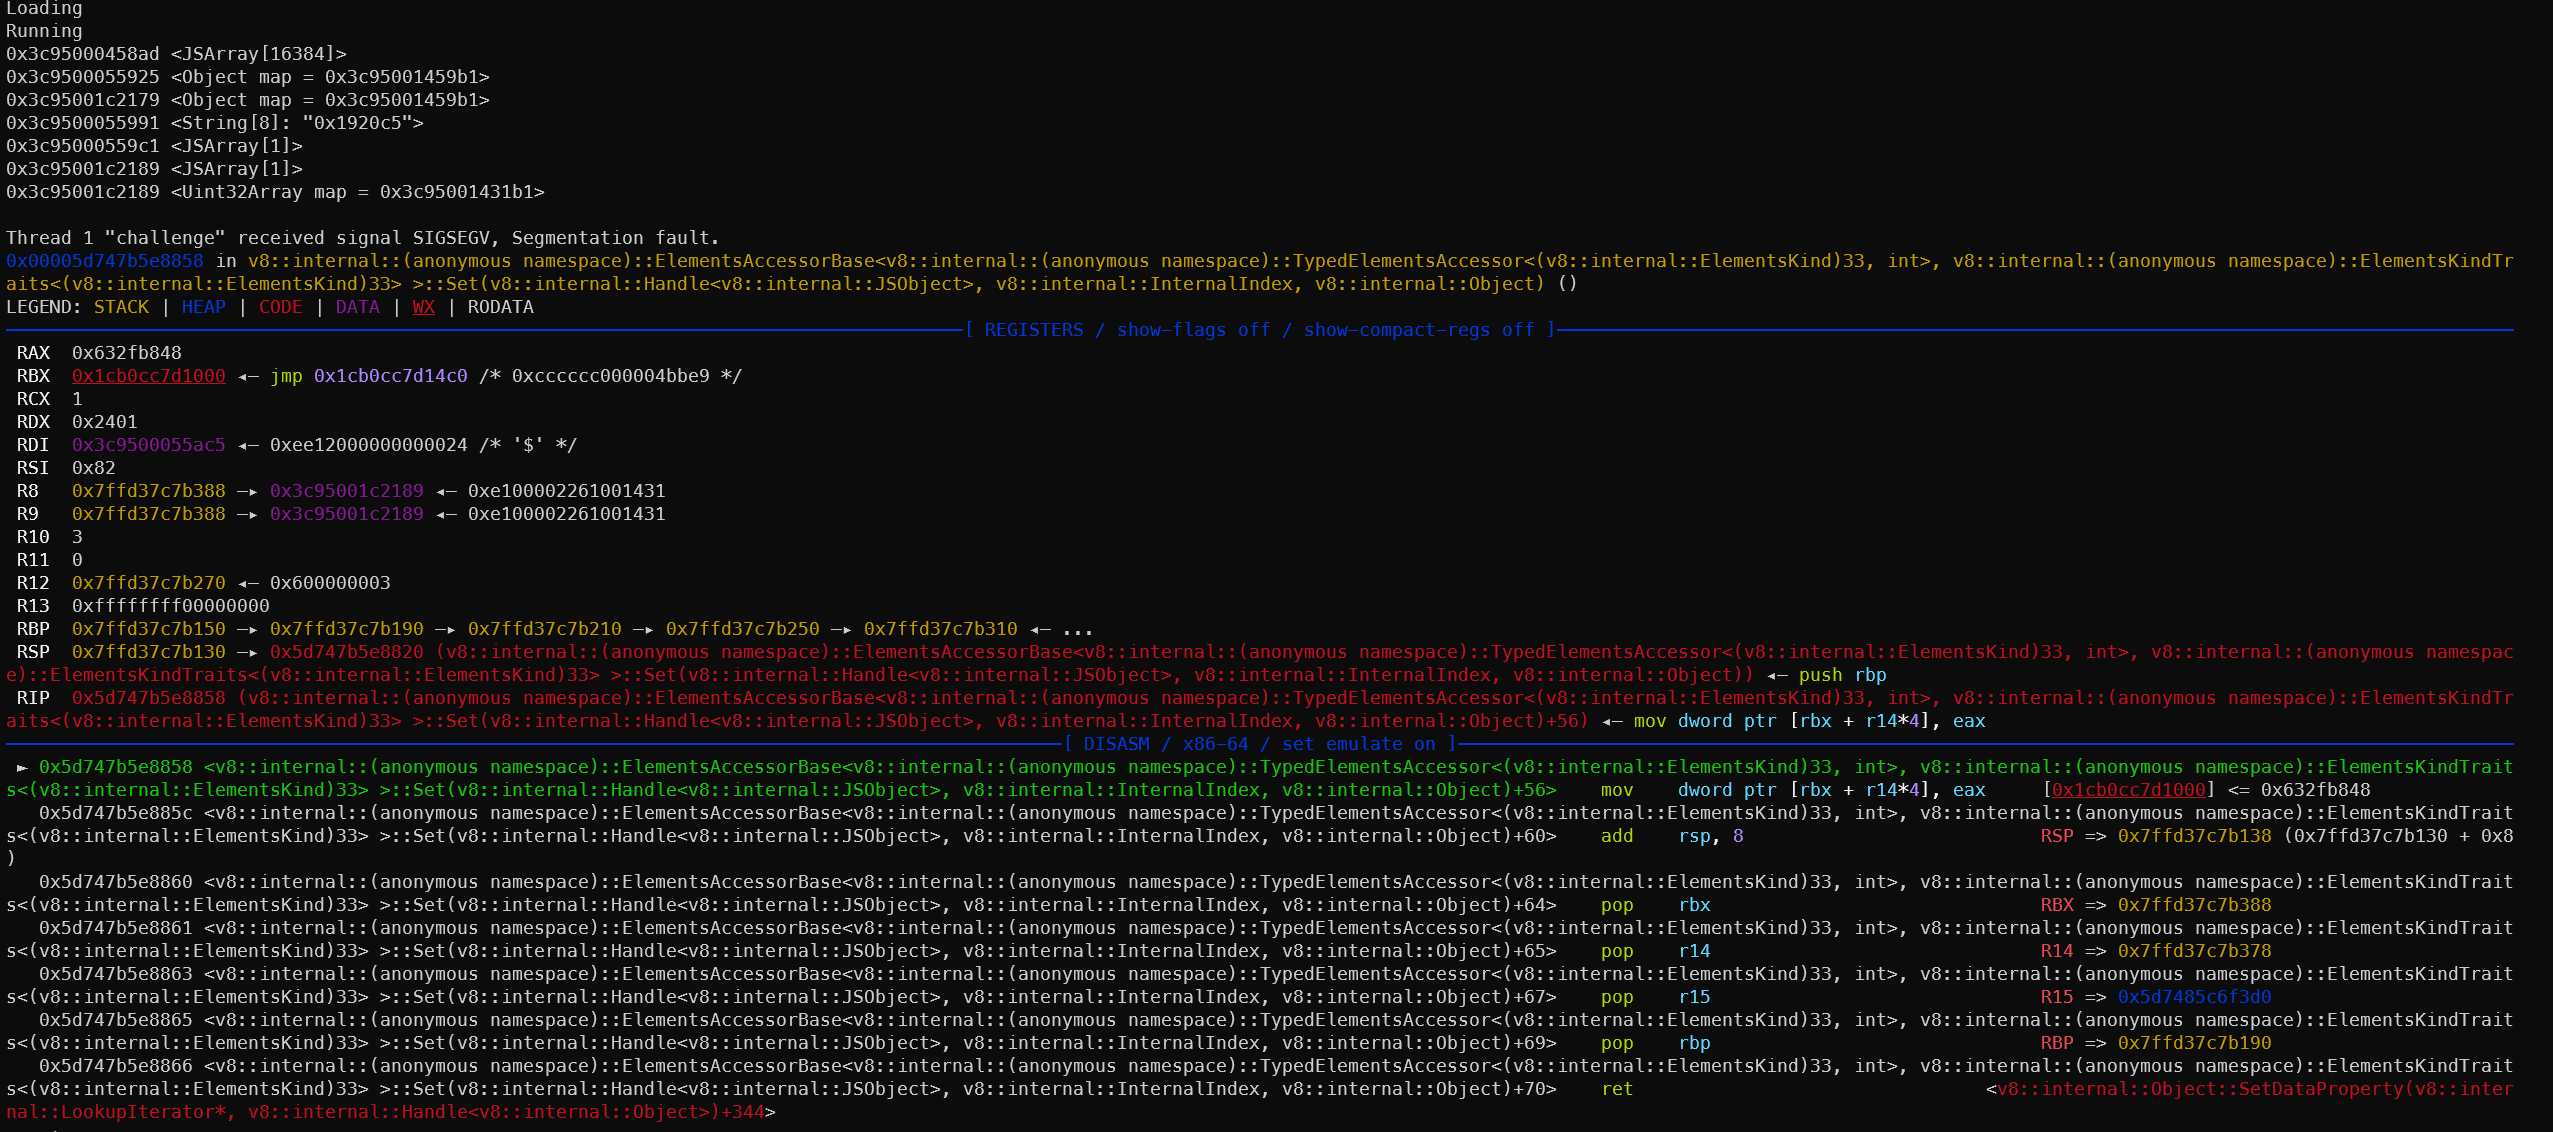 Loading
Running
0x3c95000458ad <JSArray[16384]>
0x3c9500055925 <Object map = 0x3c95001459b1>
0x3c95001c2179 <Object map = 0x3c95001459b1>
0x3c9500055991 <String[8]: "0x1920c5">
0x3c95000559c1 <JSArray[1]>
0x3c95001c2189 <JSArray[1]>
0x3c95001c2189 <Uint32Array map = 0x3c95001431b1>
Thread 1 "challenge" received signal SIGSEGV, Segmentation fault.
0x00005d747b5e8858 in v8::internal::(anonymous namespace)::ElementsAccessorBase<v8::internal::(anonymous namespace)::TypedElementsAccessor<(v8::internal::ElementsKind)33, int>, v8::internal::(anonymous namespace)::ElementsKindTr
aits<(v8::internal::ElementsKind)33> >::Set(v8::internal::Handle<v8::internal::JSObject>, v8::internal::InternalIndex, v8::internal::Object) ()
LEGEND: STACK | HEAP | CODE | DATA | WX | RODATA
[ REGISTERS / show-flags off / show-compact-regs off ]
RAX  0x632fb848
RBX  0x1cb0cc7d1000 ◂— jmp 0x1cb0cc7d14c0 /* 0xcccccc000004bbe9 */
RCX  1
RDX  0x2401
RDI  0x3c9500055ac5 ◂— 0xee12000000000024 /* '$' */
RSI  0x82
R8   0x7ffd37c7b388 —▸ 0x3c95001c2189 ◂— 0xe100002261001431
R9   0x7ffd37c7b388 —▸ 0x3c95001c2189 ◂— 0xe100002261001431
R10  3
R11  0
R12  0x7ffd37c7b270 ◂— 0x600000003
R13  0xffffffff00000000
RBP  0x7ffd37c7b150 —▸ 0x7ffd37c7b190 —▸ 0x7ffd37c7b210 —▸ 0x7ffd37c7b250 —▸ 0x7ffd37c7b310 ◂— ...
RSP  0x7ffd37c7b130 —▸ 0x5d747b5e8820 (v8::internal::(anonymous namespace)::ElementsAccessorBase<v8::internal::(anonymous namespace)::TypedElementsAccessor<(v8::internal::ElementsKind)33, int>, v8::internal::(anonymous namespac
e)::ElementsKindTraits<(v8::internal::ElementsKind)33> >::Set(v8::internal::Handle<v8::internal::JSObject>, v8::internal::InternalIndex, v8::internal::Object)) ◂— push rbp
RIP  0x5d747b5e8858 (v8::internal::(anonymous namespace)::ElementsAccessorBase<v8::internal::(anonymous namespace)::TypedElementsAccessor<(v8::internal::ElementsKind)33, int>, v8::internal::(anonymous namespace)::ElementsKindTr
aits<(v8::internal::ElementsKind)33> >::Set(v8::internal::Handle<v8::internal::JSObject>, v8::internal::InternalIndex, v8::internal::Object)+56) ◂— mov dword ptr [rbx + r14*4], eax
[ DISASM / x86-64 / set emulate on ]
► 0x5d747b5e8858 <v8::internal::(anonymous namespace)::ElementsAccessorBase<v8::internal::(anonymous namespace)::TypedElementsAccessor<(v8::internal::ElementsKind)33, int>, v8::internal::(anonymous namespace)::ElementsKindTrait
s<(v8::internal::ElementsKind)33> >::Set(v8::internal::Handle<v8::internal::JSObject>, v8::internal::InternalIndex, v8::internal::Object)+56>    mov    dword ptr [rbx + r14*4], eax     [0x1cb0cc7d1000] <= 0x632fb848
0x5d747b5e885c <v8::internal::(anonymous namespace)::ElementsAccessorBase<v8::internal::(anonymous namespace)::TypedElementsAccessor<(v8::internal::ElementsKind)33, int>, v8::internal::(anonymous namespace)::ElementsKindTrait
s<(v8::internal::ElementsKind)33> >::Set(v8::internal::Handle<v8::internal::JSObject>, v8::internal::InternalIndex, v8::internal::Object)+60>    add    rsp, 8     RSP => 0x7ffd37c7b138 (0x7ffd37c7b130 + 0x8
)
0x5d747b5e8860 <v8::internal::(anonymous namespace)::ElementsAccessorBase<v8::internal::(anonymous namespace)::TypedElementsAccessor<(v8::internal::ElementsKind)33, int>, v8::internal::(anonymous namespace)::ElementsKindTrait
s<(v8::internal::ElementsKind)33> >::Set(v8::internal::Handle<v8::internal::JSObject>, v8::internal::InternalIndex, v8::internal::Object)+64>    pop    rbx     RBX => 0x7ffd37c7b388
0x5d747b5e8861 <v8::internal::(anonymous namespace)::ElementsAccessorBase<v8::internal::(anonymous namespace)::TypedElementsAccessor<(v8::internal::ElementsKind)33, int>, v8::internal::(anonymous namespace)::ElementsKindTrait
s<(v8::internal::ElementsKind)33> >::Set(v8::internal::Handle<v8::internal::JSObject>, v8::internal::InternalIndex, v8::internal::Object)+65>    pop    r14     R14 => 0x7ffd37c7b378
0x5d747b5e8863 <v8::internal::(anonymous namespace)::ElementsAccessorBase<v8::internal::(anonymous namespace)::TypedElementsAccessor<(v8::internal::ElementsKind)33, int>, v8::internal::(anonymous namespace)::ElementsKindTrait
s<(v8::internal::ElementsKind)33> >::Set(v8::internal::Handle<v8::internal::JSObject>, v8::internal::InternalIndex, v8::internal::Object)+67>    pop    r15     R15 => 0x5d7485c6f3d0
0x5d747b5e8865 <v8::internal::(anonymous namespace)::ElementsAccessorBase<v8::internal::(anonymous namespace)::TypedElementsAccessor<(v8::internal::ElementsKind)33, int>, v8::internal::(anonymous namespace)::ElementsKindTrait
s<(v8::internal::ElementsKind)33> >::Set(v8::internal::Handle<v8::internal::JSObject>, v8::internal::InternalIndex, v8::internal::Object)+69>    pop    rbp     RBP => 0x7ffd37c7b190
0x5d747b5e8866 <v8::internal::(anonymous namespace)::ElementsAccessorBase<v8::internal::(anonymous namespace)::TypedElementsAccessor<(v8::internal::ElementsKind)33, int>, v8::internal::(anonymous namespace)::ElementsKindTrait
s<(v8::internal::ElementsKind)33> >::Set(v8::internal::Handle<v8::internal::JSObject>, v8::internal::InternalIndex, v8::internal::Object)+70>    ret     <v8::internal::Object::SetDataProperty(v8::inter
nal::LookupIterator*, v8::internal::Handle<v8::internal::Object>)+344>